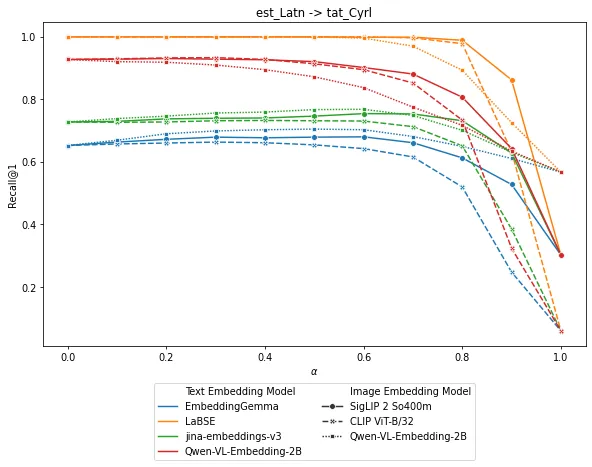 est_Latn -> tat_Cyrl
Recall@1
1.0
0.8
0.6
0.4
0.2
0.0 0.2 0.4 0.6 0.8 1.0
α
Text Embedding Model Image Embedding Model
EmbeddingGemma SigLIP 2 So400m
LaBSE CLIP ViT-B/32
jina-embeddings-v3 Qwen-VL-Embedding-2B
Qwen-VL-Embedding-2B